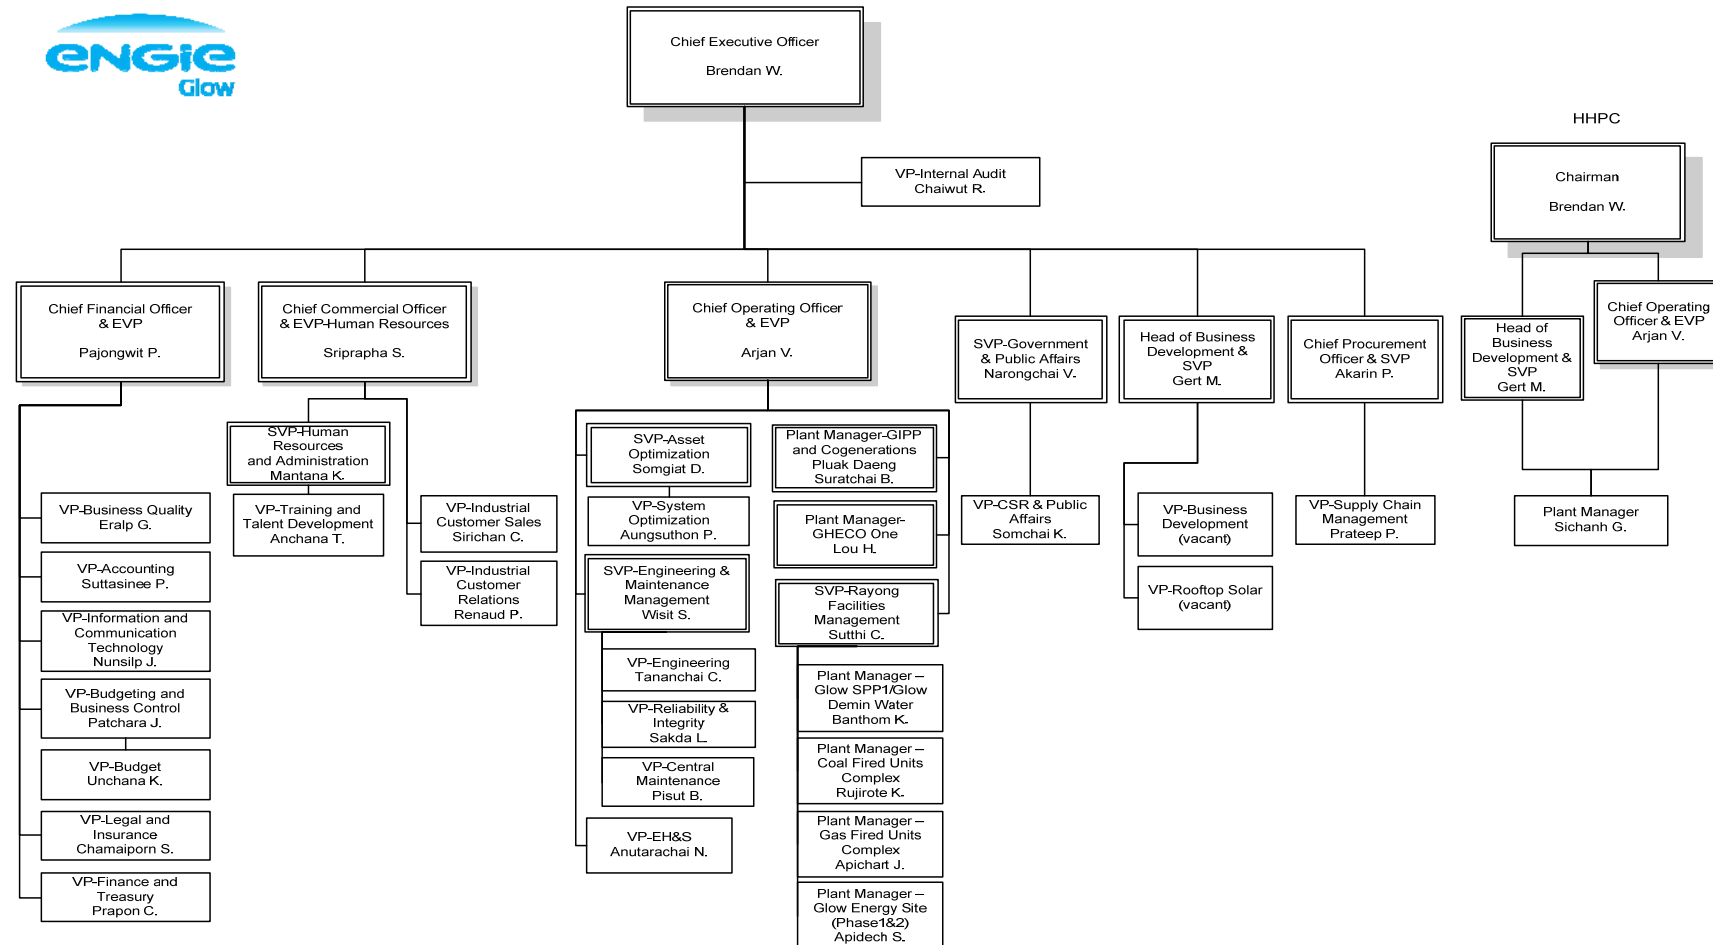 ENGIE
Glow
Chief Executive Officer
Brendan W.
HHPC
VP-Internal Audit
Chaiwut R.
Chairman
Brendan W.
Chief Financial Officer
& EVP
Pajongwit P.
Chief Commercial Officer
& EVP-Human Resources
Sriprapha S.
Chief Operating Officer
& EVP
Arjan V.
SVP-Government
& Public Affairs
Narongchai V.
Head of Business
Development &
SVP
Gert M.
Chief Procurement
Officer & SVP
Akarin P.
Head of
Business
Development &
SVP
Gert M.
Chief Operating
Officer & EVP
Arjan V.
VP-Business Quality
Eralp G.
VP-Accounting
Suttasinee P.
VP-Information and
Communication
Technology
Nunsilp J.
VP-Budgeting and
Business Control
Patchara J.
VP-Budget
Unchana K.
VP-Legal and
Insurance
Chamaiporn S.
VP-Finance and
Treasury
Prapon C.
SVP-Human
Resources
and Administration
Mantana K.
VP-Training and
Talent Development
Anchana T.
VP-Industrial
Customer Sales
Sirichan C.
VP-Industrial
Customer
Relations
Renaud P.
SVP-Asset
Optimization
Somgiat D.
VP-System
Optimization
Aungsuthon P.
SVP-Engineering &
Maintenance
Management
Wisit S.
VP-Engineering
Tananchai C.
VP-Reliability &
Integrity
Sakda L.
VP-Central
Maintenance
Pisut B.
VP-EH&S
Anutarachai N.
Plant Manager-GIPP
and Cogenerations
Pluak Daeng
Suratchai B.
Plant Manager-
GHECO One
Lou H.
SVP-Rayong
Facilities
Management
Sutthi C.
Plant Manager –
Glow SPP1/Glow
Demin Water
Banthom K.
Plant Manager –
Coal Fired Units
Complex
Rujirote K.
Plant Manager –
Gas Fired Units
Complex
Apichart J.
Plant Manager –
Glow Energy Site
(Phase1&2)
Apidech S.
VP-CSR & Public
Affairs
Somchai K.
VP-Business
Development
(vacant)
VP-Rooftop Solar
(vacant)
VP-Supply Chain
Management
Prateep P.
Plant Manager
Sichanh G.